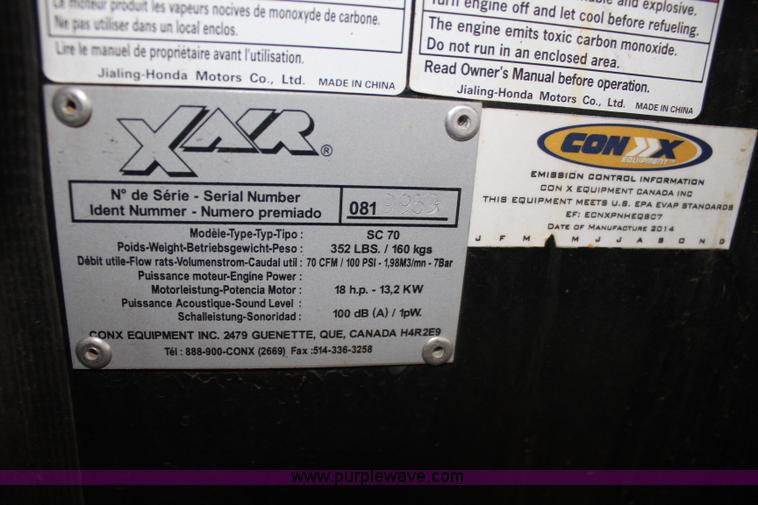 Le moteur produit les vapeurs nocives de monoxyde de carbone.
Ne pas utiliser dans un local enclos.
Lire le manuel de propriétaire avant l'utilisation.
Jialing-Honda Motors Co., Ltd. MADE IN CHINA
and explosive.
Turn engine off and let cool before refueling.
The engine emits toxic carbon monoxide.
Do not run in an enclosed area.
Read Owner's Manual before operation.
Jialing-Honda Motors Co., Ltd. MADE IN CHINA
XAIR ®
N° de Série - Serial Number
Ident Nummer - Numero premiado
081
Modèle-Type-Typ-Tipo : SC 70
Poids-Weight-Betriebsgewicht-Peso : 352 LBS. / 160 kgs
Débit utile-Flow rats-Volumenstrom-Caudal util : 70 CFM / 100 PSI - 1,98M3/mn - 7Bar
Puissance moteur-Engine Power :
Motorleistung-Potencia Motor : 18 h.p. - 13,2 KW
Puissance Acoustique-Sound Level :
Schalleistung-Sonoridad : 100 dB (A) / 1pW.
CONX EQUIPMENT INC. 2479 GUENETTE, QUE, CANADA H4R2E9
Tél : 888-900-CONX (2669) Fax :514-336-3258
CON X
EQUIPMENT
EMISSION CONTROL INFORMATION
CON X EQUIPMENT CANADA INC
THIS EQUIPMENT MEETS U.S. EPA EVAP STANDARDS
EF: ECNXPNHEQSC7
DATE OF MANUFACTURE 2014
J F M M J J A S O N D
www.purplewave.com